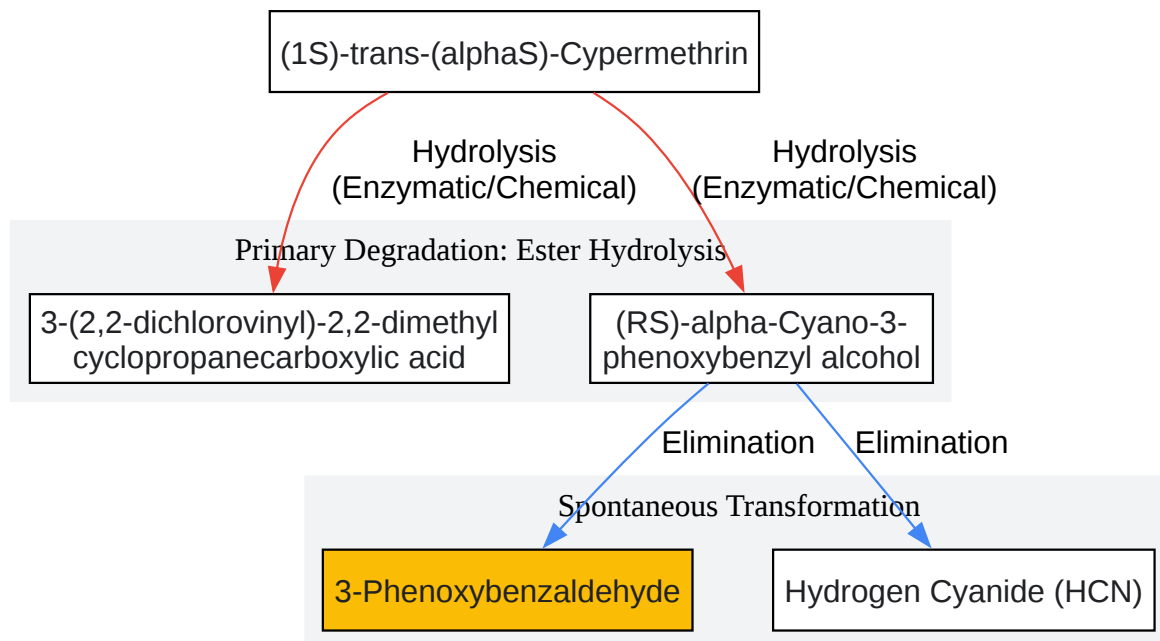 (1S)-trans-(alphaS)-Cypermethrin
Hydrolysis
(Enzymatic/Chemical)
Hydrolysis
(Enzymatic/Chemical)
Primary Degradation: Ester Hydrolysis
3-(2,2-dichlorovinyl)-2,2-dimethyl
cyclopropanecarboxylic acid
(RS)-alpha-Cyano-3-
phenoxybenzyl alcohol
Elimination
Elimination
Spontaneous Transformation
3-Phenoxybenzaldehyde
Hydrogen Cyanide (HCN)